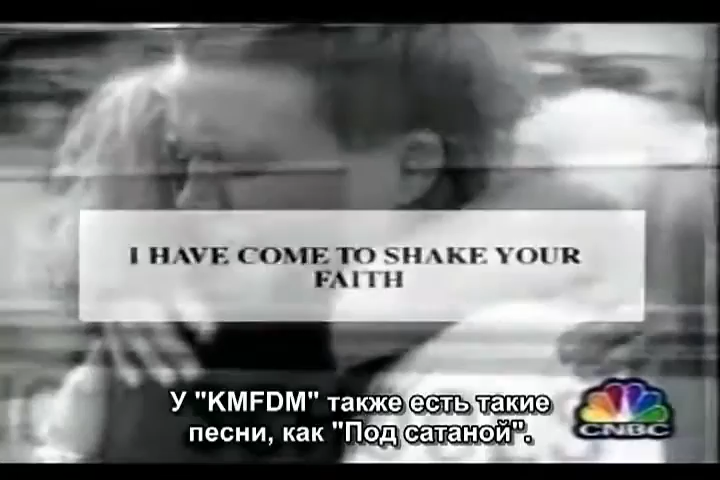 I HAVE COME TO SHAKE YOUR
FAITH
У "KMFDM" также есть такие
песни, как "Под сатаной".
CNBC